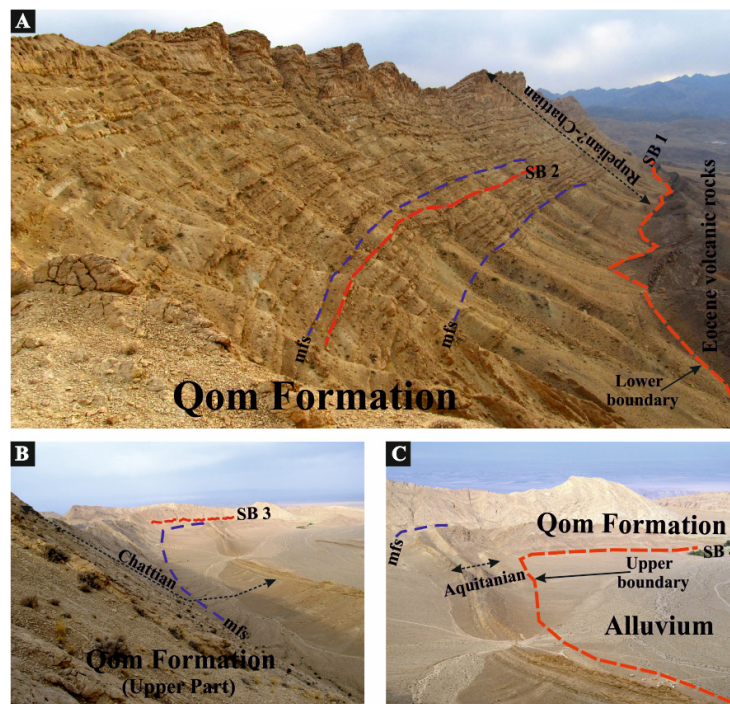 A
Rupelian?-Chattian
SB 1
SB 2
mfs
mfs
Eocene volcanic rocks
Lower
boundary
Qom Formation
B
SB 3
Chattian
mfs
Qom Formation
(Upper Part)
C
mfs
Qom Formation
SB
Aquitanian
Upper
boundary
Alluvium